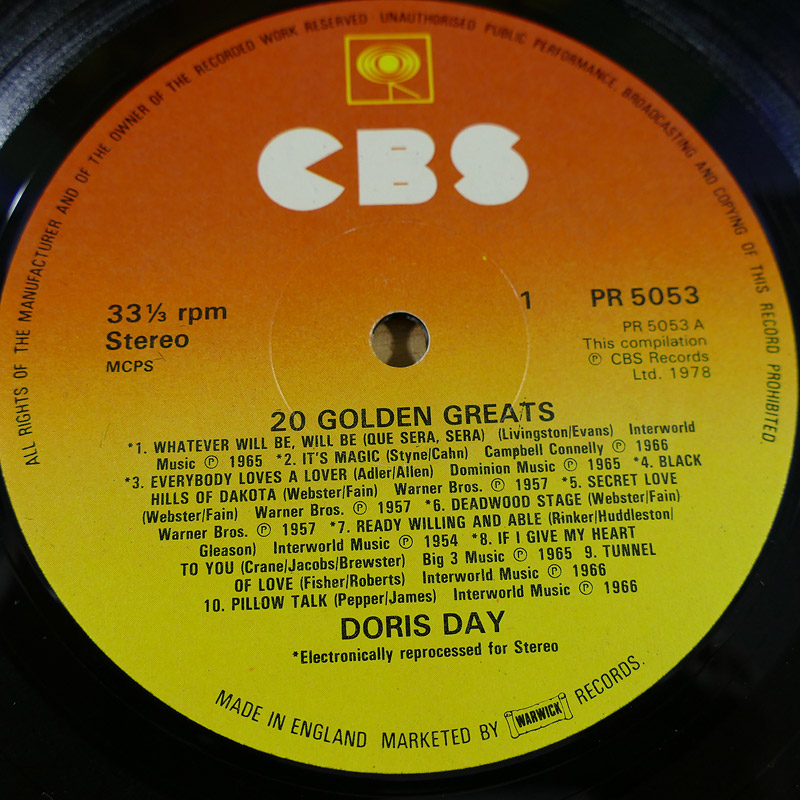 ALL RIGHTS OF THE MANUFACTURER AND OF THE OWNER OF THE RECORDED WORK RESERVED UNAUTHORISED PUBLIC PERFORMANCE, BROADCASTING AND COPYING OF THIS RECORD PROHIBITED.
CBS
33⅓ rpm
Stereo
MCPS
1
PR 5053
PR 5053 A
This compilation
℗ CBS Records
Ltd. 1978
20 GOLDEN GREATS
*1. WHATEVER WILL BE, WILL BE (QUE SERA, SERA) (Livingston/Evans) Interworld
Music ℗ 1965 *2. IT'S MAGIC (Styne/Cahn) Campbell Connelly ℗ 1966
*3. EVERYBODY LOVES A LOVER (Adler/Allen) Dominion Music ℗ 1965 *4. BLACK
HILLS OF DAKOTA (Webster/Fain) Warner Bros. ℗ 1957 *5. SECRET LOVE
(Webster/Fain) Warner Bros. ℗ 1957 *6. DEADWOOD STAGE (Webster/Fain)
Warner Bros. ℗ 1957 *7. READY WILLING AND ABLE (Rinker/Huddleston/
Gleason) Interworld Music ℗ 1954 *8. IF I GIVE MY HEART
TO YOU (Crane/Jacobs/Brewster) Big 3 Music ℗ 1965 9. TUNNEL
OF LOVE (Fisher/Roberts) Interworld Music ℗ 1966
10. PILLOW TALK (Pepper/James) Interworld Music ℗ 1966
DORIS DAY
*Electronically reprocessed for Stereo
MADE IN ENGLAND MARKETED BY WARWICK RECORDS.